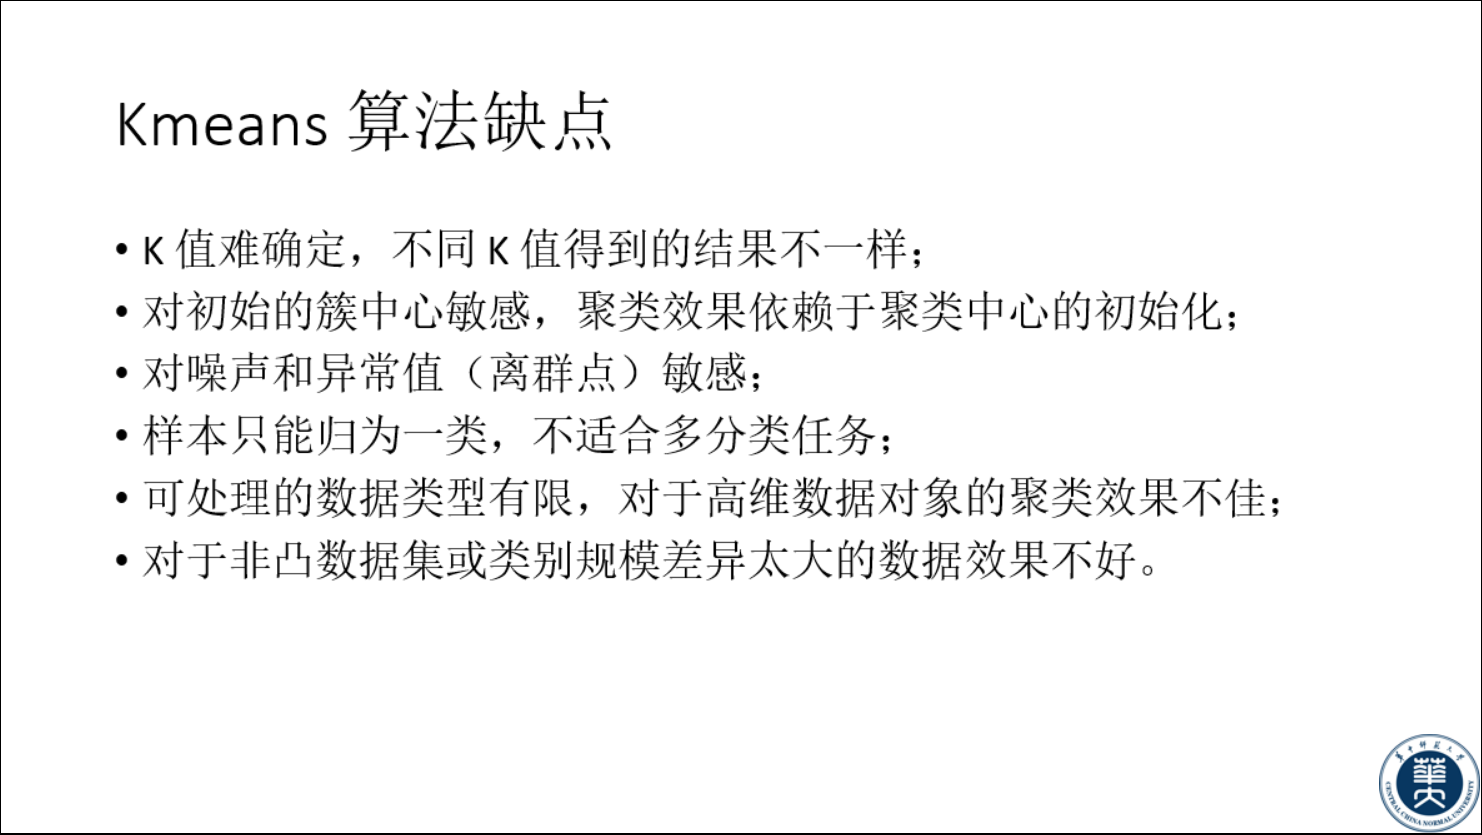 Kmeans 算法缺点
• K 值难确定，不同 K 值得到的结果不一样；
• 对初始的簇中心敏感，聚类效果依赖于聚类中心的初始化；
• 对噪声和异常值（离群点）敏感；
• 样本只能归为一类，不适合多分类任务；
• 可处理的数据类型有限，对于高维数据对象的聚类效果不佳；
• 对于非凸数据集或类别规模差异太大的数据效果不好。
华中师范大学
華大
CENTRAL CHINA NORMAL UNIVERSITY